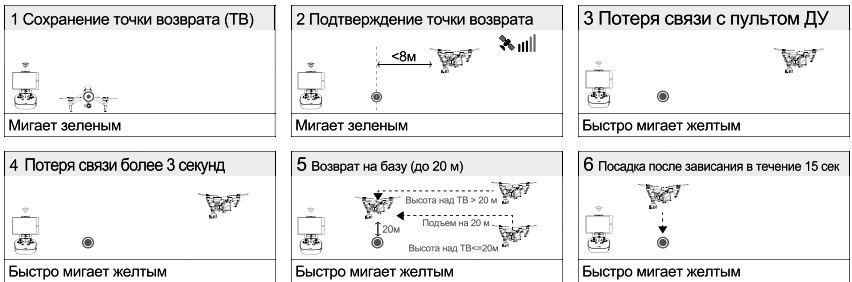 1 Сохранение точки возврата (ТВ)
Мигает зеленым
2 Подтверждение точки возврата
<8м
Мигает зеленым
3 Потеря связи с пультом ДУ
Быстро мигает желтым
4 Потеря связи более 3 секунд
Быстро мигает желтым
5 Возврат на базу (до 20 м)
Высота над ТВ > 20 м
Подъем на 20 м
20м
Высота над ТВ<=20м
Быстро мигает желтым
6 Посадка после зависания в течение 15 сек
Быстро мигает желтым